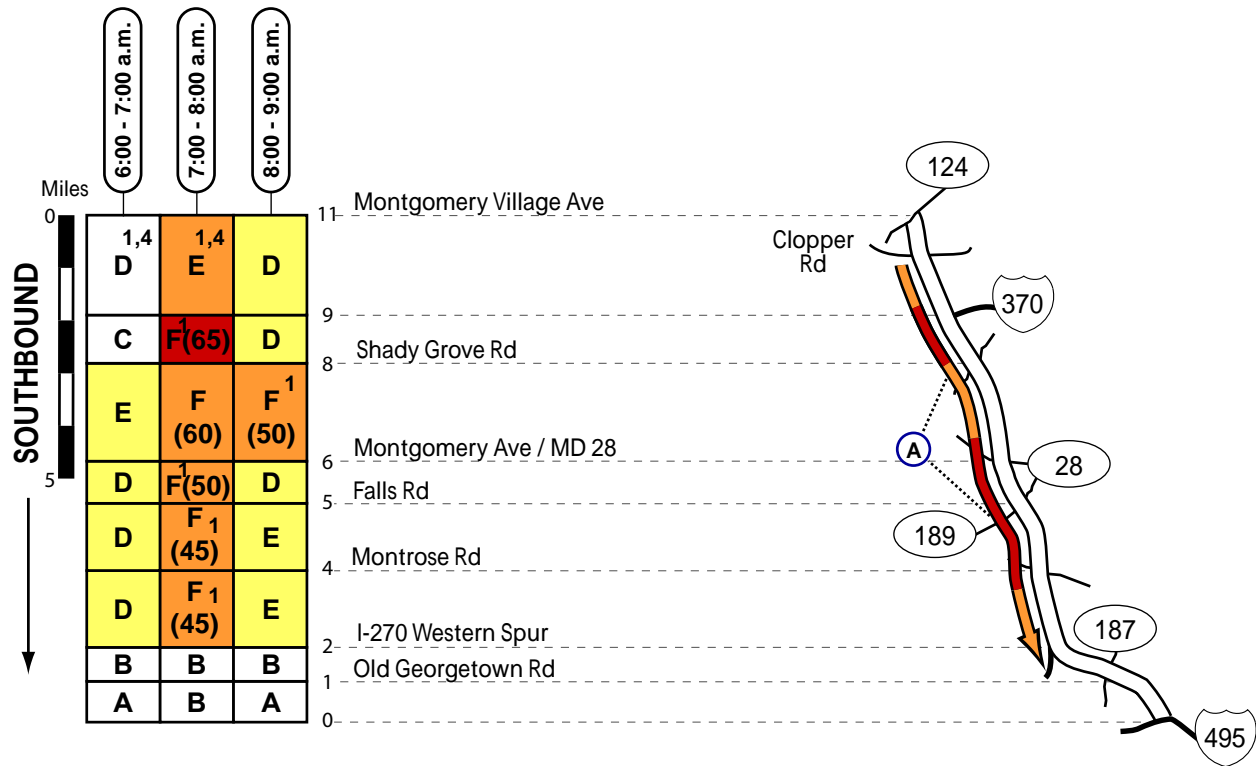 6:00 - 7:00 a.m.
7:00 - 8:00 a.m.
8:00 - 9:00 a.m.
Miles
0
5
SOUTHBOUND
D 1,4
E 1,4
D
C
F(65) 1
D
E
F
(60)
F 1
(50)
D
F(50) 1
D
D
F 1
(45)
E
D
F 1
(45)
E
B
B
B
A
B
A
11
Montgomery Village Ave
9
Shady Grove Rd
8
Montgomery Ave / MD 28
6
Falls Rd
5
Montrose Rd
4
I-270 Western Spur
2
Old Georgetown Rd
1
0
124
Clopper
Rd
370
A
28
189
187
495